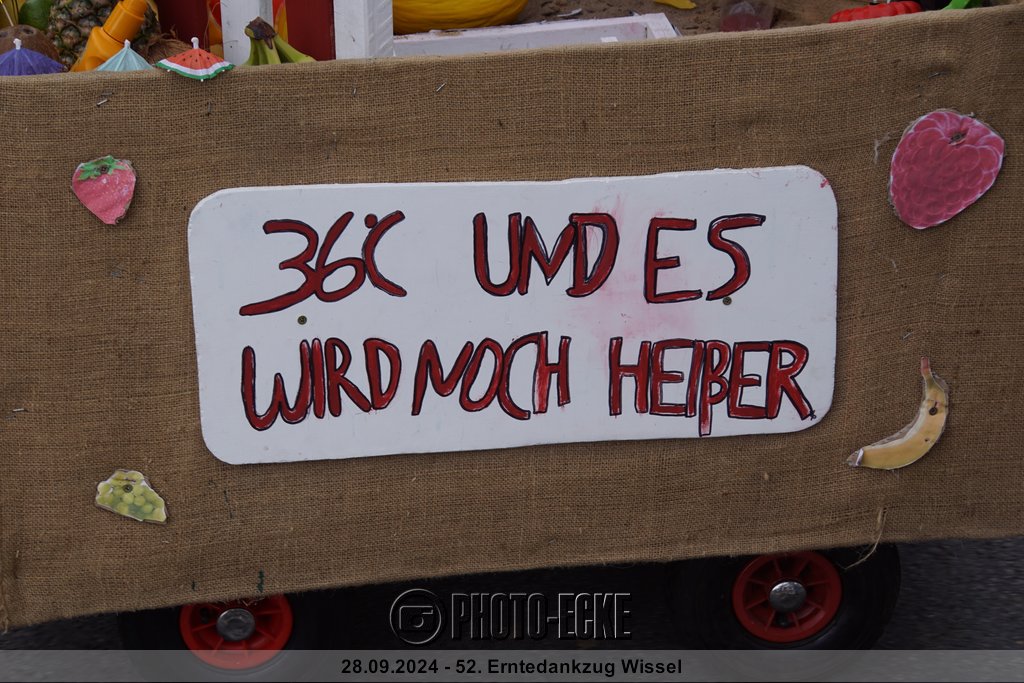 36°C UND ES
WIRD NOCH HEIßER
PHOTO-ECKE
28.09.2024 - 52. Erntedankzug Wissel